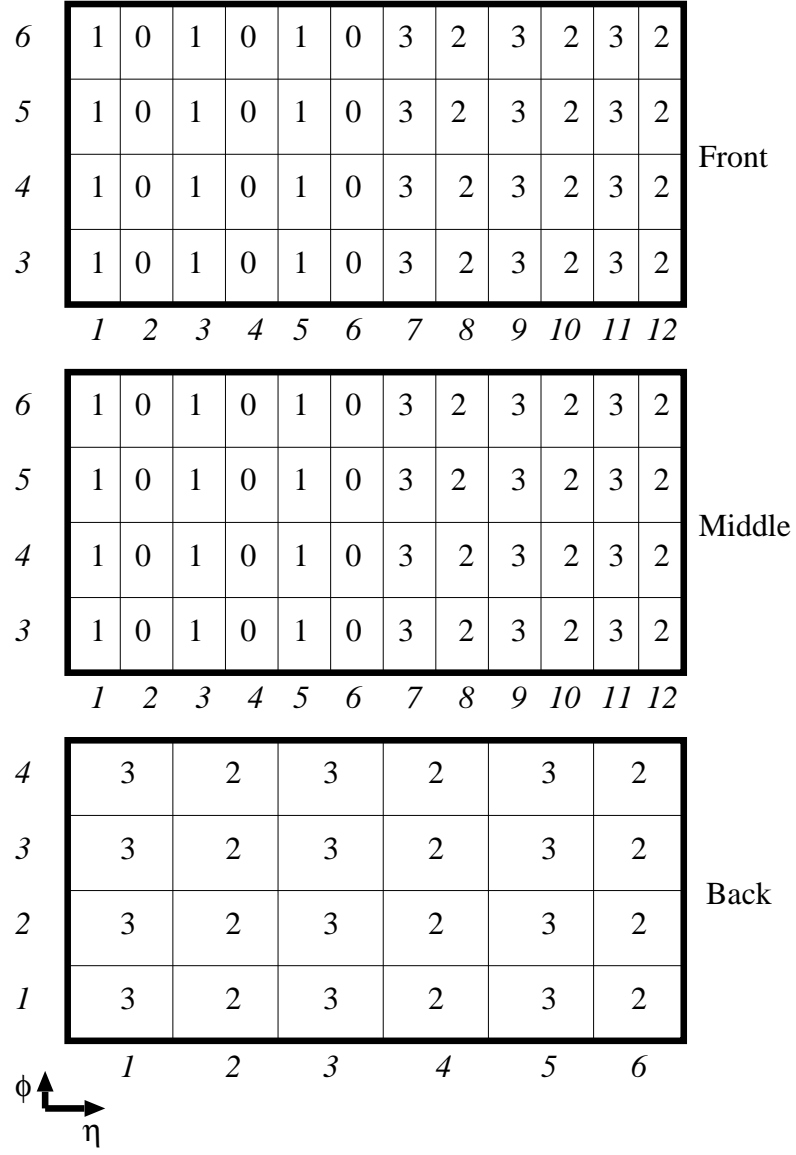 6 1 0 1 0 1 0 3 2 3 2 3 2
5 1 0 1 0 1 0 3 2 3 2 3 2
Front
4 1 0 1 0 1 0 3 2 3 2 3 2
3 1 0 1 0 1 0 3 2 3 2 3 2
1 2 3 4 5 6 7 8 9 10 11 12
6 1 0 1 0 1 0 3 2 3 2 3 2
5 1 0 1 0 1 0 3 2 3 2 3 2
Middle
4 1 0 1 0 1 0 3 2 3 2 3 2
3 1 0 1 0 1 0 3 2 3 2 3 2
1 2 3 4 5 6 7 8 9 10 11 12
4 3 2 3 2 3 2
3 3 2 3 2 3 2
Back
2 3 2 3 2 3 2
1 3 2 3 2 3 2
1 2 3 4 5 6
ϕ
η